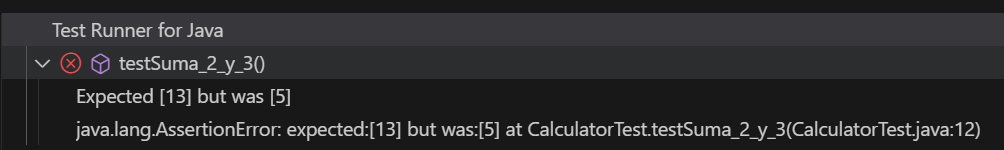 Test Runner for Java
testSuma_2_y_3()
Expected [13] but was [5]
java.lang.AssertionError: expected:[13] but was:[5] at CalculatorTest.testSuma_2_y_3(CalculatorTest.java:12)